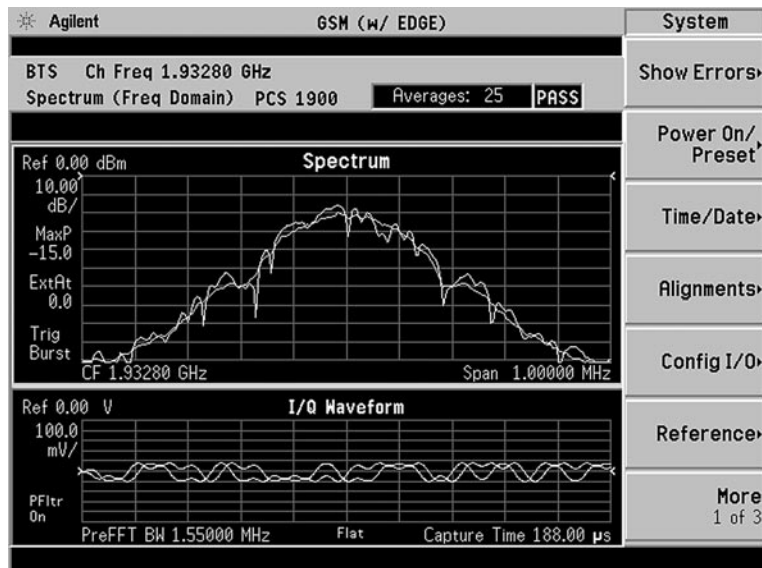 Agilent GSM (w/ EDGE) System
BTS Ch Freq 1.93280 GHz
Spectrum (Freq Domain) PCS 1900 Averages: 25 PASS
Ref 0.00 dBm Spectrum
10.00
dB/
MaxP
-15.0
ExtAt
0.0
Trig
Burst
CF 1.93280 GHz Span 1.00000 MHz
Ref 0.00 V I/Q Waveform
100.0
mV/
PFltr
On
PreFFT BW 1.55000 MHz Flat Capture Time 188.00 µs
Show Errors
Power On/
Preset
Time/Date
Alignments
Config I/O
Reference
More
1 of 3